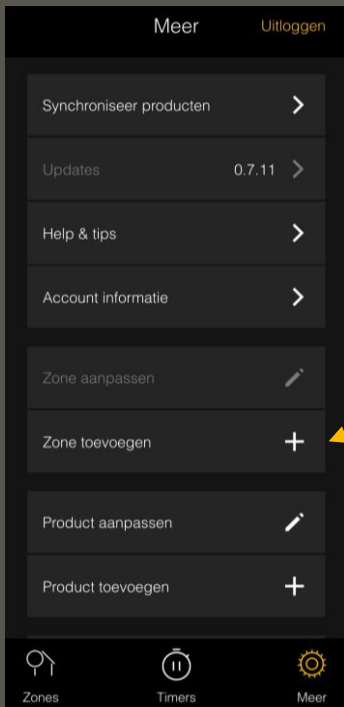 Meer Uitloggen
Synchroniseer producten
Updates 0.7.11
Help & tips
Account informatie
Zone aanpassen
Zone toevoegen
Product aanpassen
Product toevoegen
Zones Timers Meer